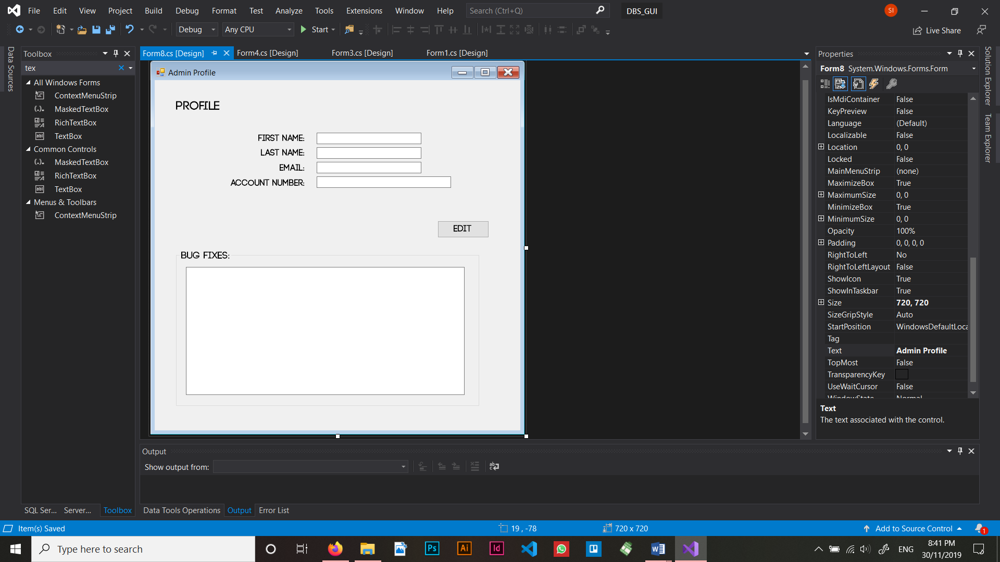 File Edit View Project Build Debug Format Test Analyze Tools Extensions Window Help Search (Ctrl+Q) DBS_GUI SI
Debug Any CPU Start Live Share
Data Sources
Toolbox
tex
All Windows Forms
ContextMenuStrip
MaskedTextBox
RichTextBox
TextBox
Common Controls
MaskedTextBox
RichTextBox
TextBox
Menus & Toolbars
ContextMenuStrip
SQL Ser... Server... Toolbox
Form8.cs [Design] Form4.cs [Design] Form3.cs [Design] Form1.cs [Design]
Admin Profile
PROFILE
FIRST NAME:
LAST NAME:
EMAIL:
ACCOUNT NUMBER:
EDIT
BUG FIXES:
Properties
Form8 System.Windows.Forms.Form
IsMdiContainer False
KeyPreview False
Language (Default)
Localizable False
Location 0, 0
Locked False
MainMenuStrip (none)
MaximizeBox True
MaximumSize 0, 0
MinimizeBox True
MinimumSize 0, 0
Opacity 100%
Padding 0, 0, 0, 0
RightToLeft No
RightToLeftLayout False
ShowIcon True
ShowInTaskbar True
Size 720, 720
SizeGripStyle Auto
StartPosition WindowsDefaultLoca
Tag
Text Admin Profile
TopMost False
TransparencyKey
UseWaitCursor False
WindowState Normal
Text
The text associated with the control.
Solution Explorer
Team Explorer
Output
Show output from:
Data Tools Operations Output Error List
Item(s) Saved 19 , -78 720 x 720 Add to Source Control 1
Type here to search Ps Ai Id ENG 8:41 PM
30/11/2019